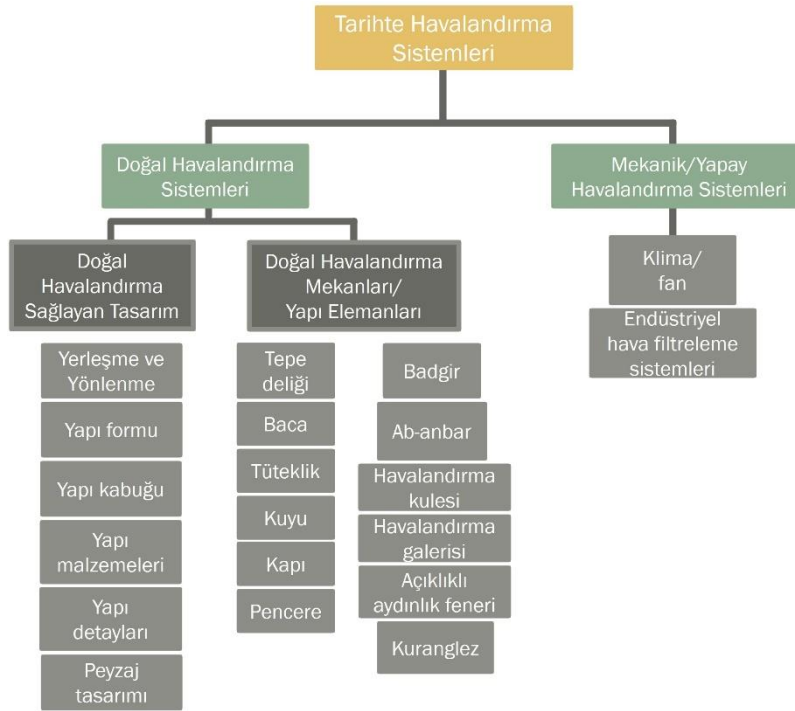 Tarihte Havalandırma
Sistemleri
Doğal Havalandırma
Sistemleri
Mekanik/Yapay
Havalandırma Sistemleri
Doğal
Havalandırma
Sağlayan Tasarım
Doğal Havalandırma
Mekanları/
Yapı Elemanları
Klima/
fan
Endüstriyel
hava filtreleme
sistemleri
Yerleşme ve
Yönlenme
Yapı formu
Yapı kabuğu
Yapı
malzemeleri
Yapı
detayları
Peyzaj
tasarımı
Tepe
deliği
Baca
Tüteklik
Kuyu
Kapı
Pencere
Badgir
Ab-anbar
Havalandırma
kulesi
Havalandırma
galerisi
Açıklıklı
aydınlık feneri
Kuranglez